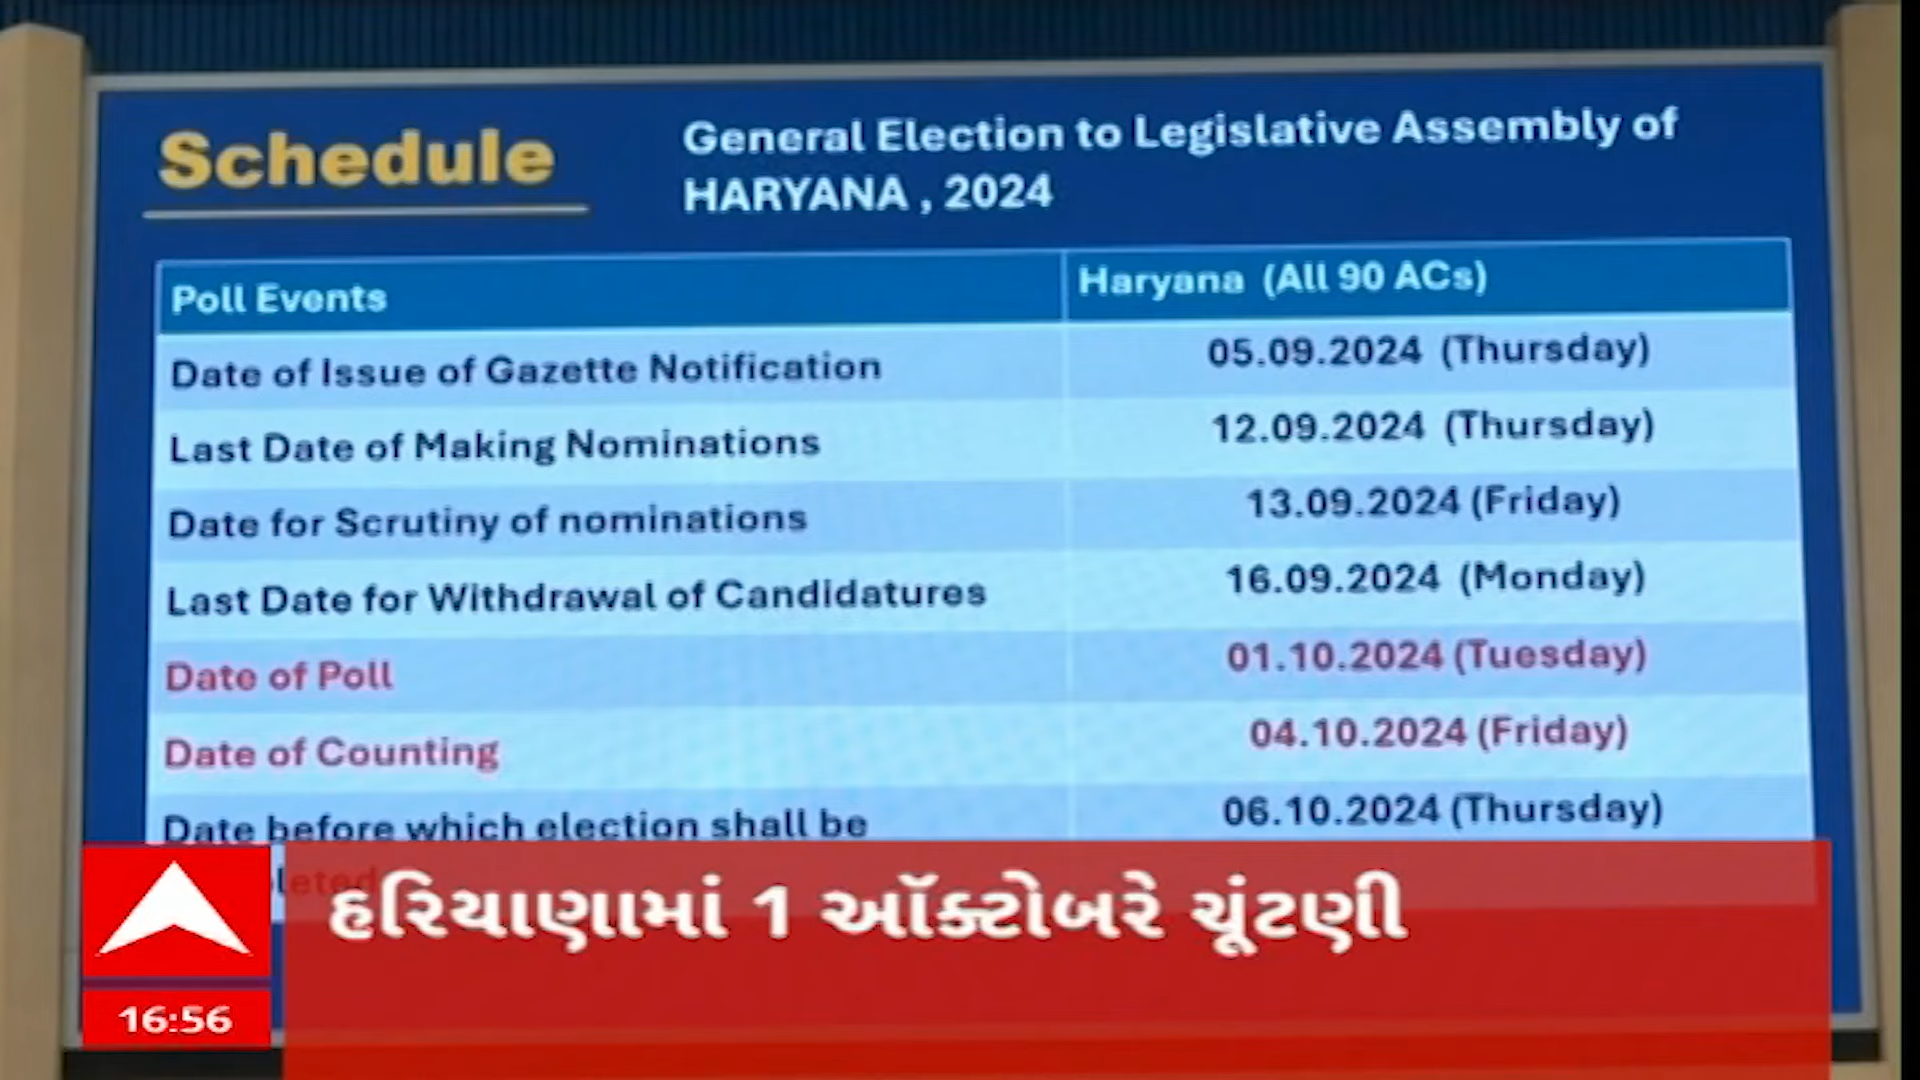 Schedule
General Election to Legislative Assembly of
HARYANA , 2024
Poll Events
Haryana (All 90 ACs)
Date of Issue of Gazette Notification
05.09.2024 (Thursday)
Last Date of Making Nominations
12.09.2024 (Thursday)
Date for Scrutiny of nominations
13.09.2024 (Friday)
Last Date for Withdrawal of Candidatures
16.09.2024 (Monday)
Date of Poll
01.10.2024 (Tuesday)
Date of Counting
04.10.2024 (Friday)
Date before which election shall be
06.10.2024 (Thursday)
હરિયાણામાં 1 ઑક્ટોબરે ચૂંટણી
16:56